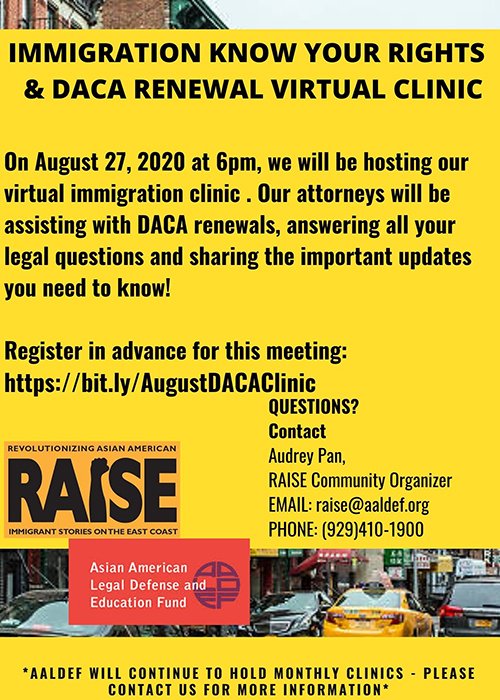 IMMIGRATION KNOW YOUR RIGHTS
& DACA RENEWAL VIRTUAL CLINIC
On August 27, 2020 at 6pm, we will be hosting our
virtual immigration clinic . Our attorneys will be
assisting with DACA renewals, answering all your
legal questions and sharing the important updates
you need to know!
Register in advance for this meeting:
https://bit.ly/AugustDACAClinic
QUESTIONS?
Contact
Audrey Pan,
RAISE Community Organizer
EMAIL: raise@aaldef.org
PHONE: (929)410-1900
REVOLUTIONIZING ASIAN AMERICAN
RAISE
IMMIGRANT STORIES ON THE EAST COAST
Asian American
Legal Defense and
Education Fund
*AALDEF WILL CONTINUE TO HOLD MONTHLY CLINICS - PLEASE
CONTACT US FOR MORE INFORMATION*